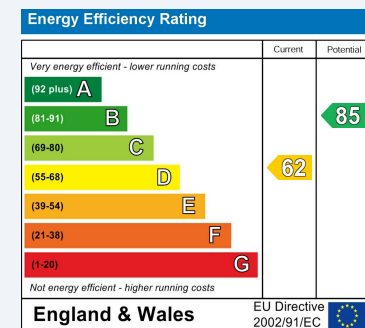 Energy Efficiency Rating
Current Potential
Very energy efficient - lower running costs
(92 plus) A
(81-91) B
85
(69-80) C
(55-68) D
62
(39-54) E
(21-38) F
(1-20) G
Not energy efficient - higher running costs
England & Wales
EU Directive
2002/91/EC